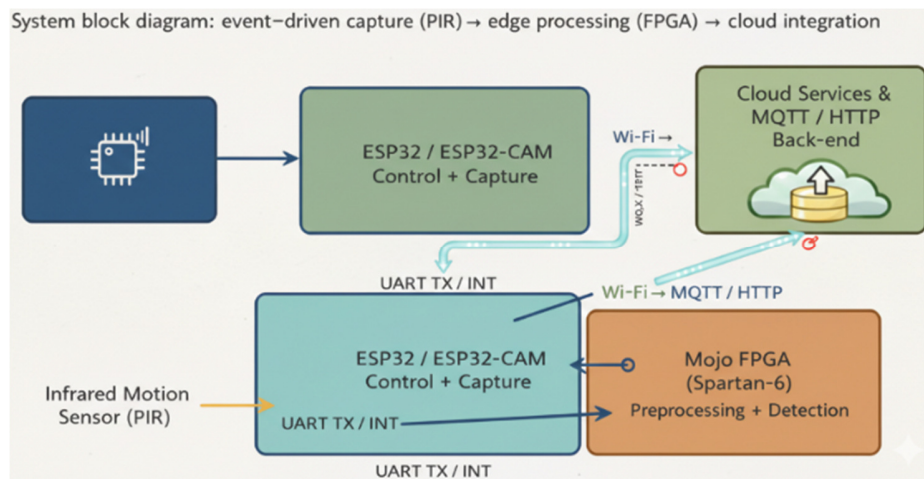 System block diagram: event-driven capture (PIR) → edge processing (FPGA) → cloud integration
ESP32 / ESP32-CAM
Control + Capture
Wi-Fi →
Cloud Services &
MQTT / HTTP
Back-end
UART TX / INT
Wi-Fi → MQTT / HTTP
ESP32 / ESP32-CAM
Control + Capture
Mojo FPGA
(Spartan-6)
Preprocessing + Detection
Infrared Motion
Sensor (PIR)
UART TX / INT
UART TX / INT